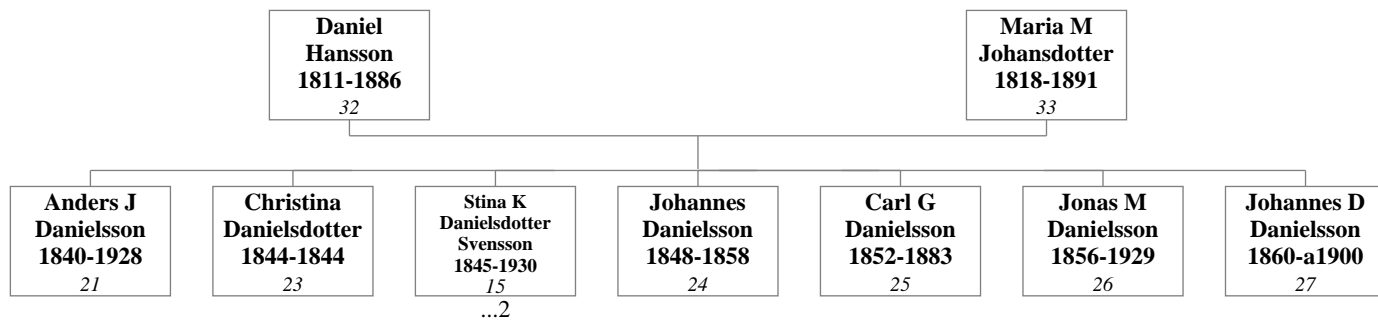 Daniel
Hansson
1811-1886
32
Maria M
Johansdotter
1818-1891
33
Anders J
Danielsson
1840-1928
21
Christina
Danielsdotter
1844-1844
23
Stina K
Danielsdotter
Svensson
1845-1930
15
...2
Johannes
Danielsson
1848-1858
24
Carl G
Danielsson
1852-1883
25
Jonas M
Danielsson
1856-1929
26
Johannes D
Danielsson
1860-a1900
27